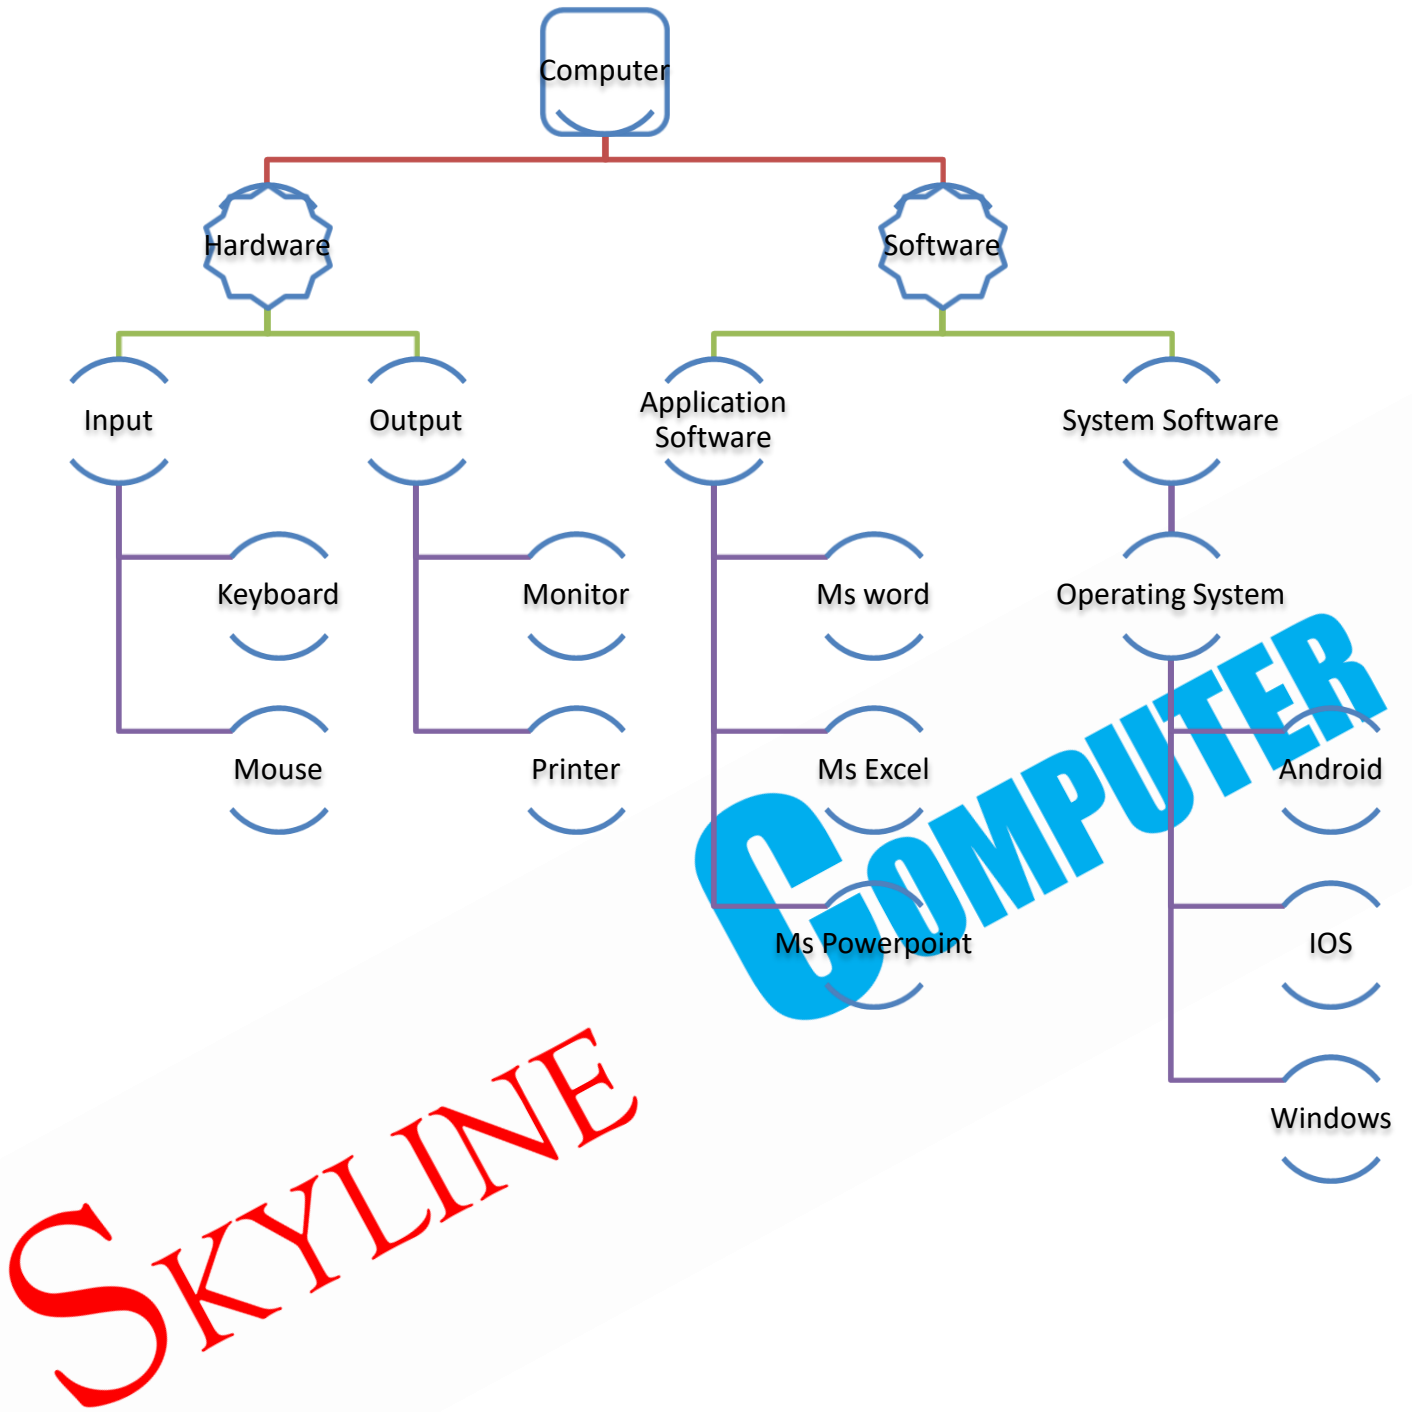 Computer
Hardware
Software
Input
Output
Application
Software
System Software
Keyboard
Monitor
Ms word
Operating System
Mouse
Printer
Ms Excel
Android
Ms Powerpoint
IOS
Windows
SKYLINE
COMPUTER